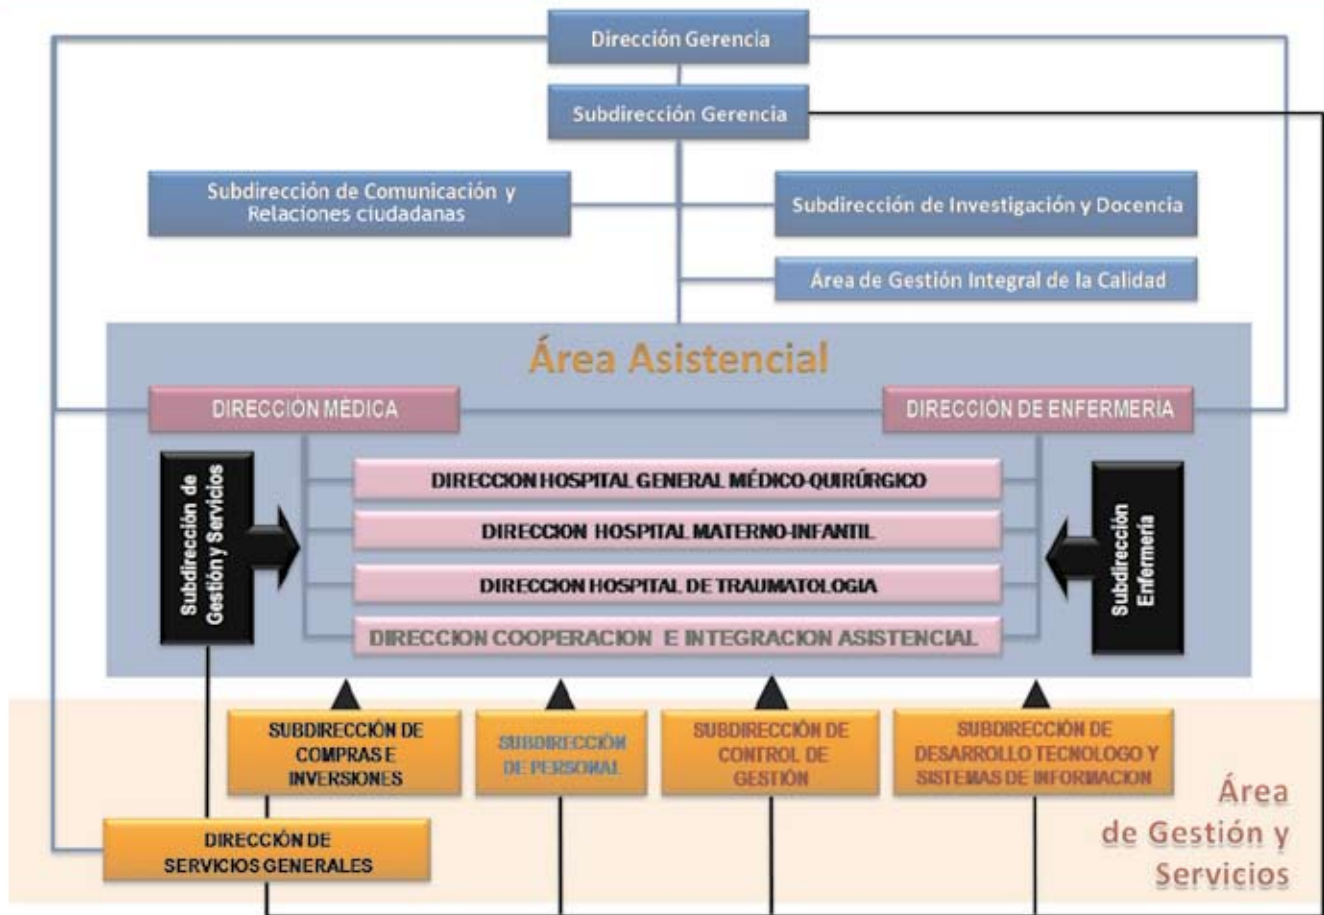 Dirección Gerencia
Subdirección Gerencia
Subdirección de Comunicación y
Relaciones ciudadanas
Subdirección de Investigación y Docencia
Área de Gestión Integral de la Calidad
Área Asistencial
DIRECCIÓN MÉDICA
DIRECCIÓN DE ENFERMERÍA
Subdirección de
Gestión y Servicios
DIRECCION HOSPITAL GENERAL MÉDICO-QUIRÚRGICO
DIRECCION HOSPITAL MATERNO-INFANTIL
DIRECCION HOSPITAL DE TRAUMATOLOGIA
DIRECCION COOPERACION E INTEGRACION ASISTENCIAL
Subdirección
Enfermería
SUBDIRECCIÓN DE
COMPRAS E
INVERSIONES
SUBDIRECCIÓN
DE PERSONAL
SUBDIRECCIÓN DE
CONTROL DE
GESTIÓN
SUBDIRECCIÓN DE
DESARROLLO TECNOLOGO Y
SISTEMAS DE INFORMACION
Área
de Gestión y
Servicios
DIRECCIÓN DE
SERVICIOS GENERALES